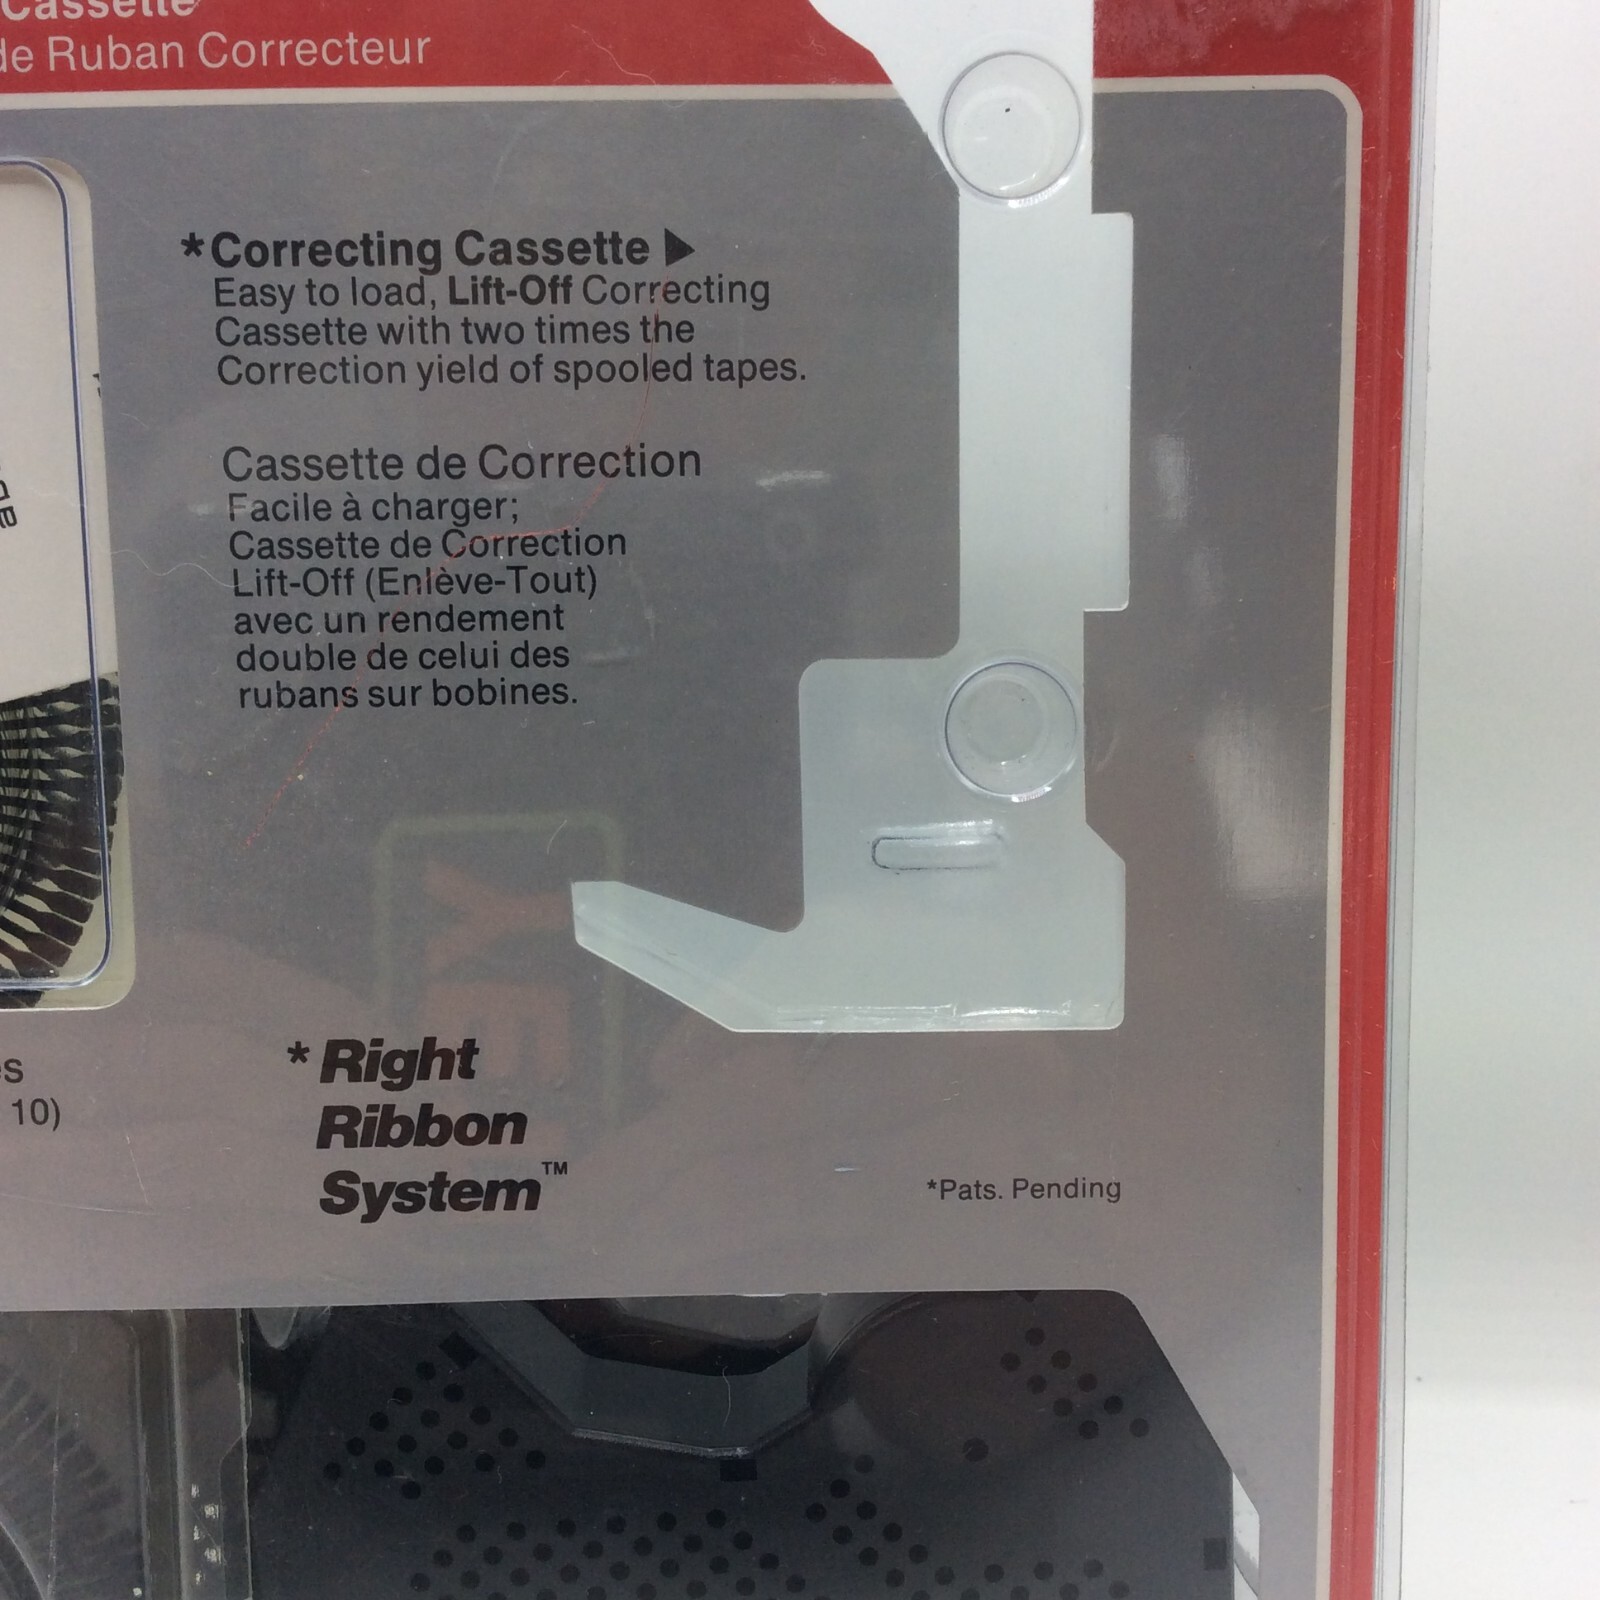 Cassette
de Ruban Correcteur
*Correcting Cassette ▶
Easy to load, Lift-Off Correcting
Cassette with two times the
Correction yield of spooled tapes.
Cassette de Correction
Facile à charger;
Cassette de Correction
Lift-Off (Enlève-Tout)
avec un rendement
double de celui des
rubans sur bobines.
10)
*Right
Ribbon
System™
*Pats. Pending